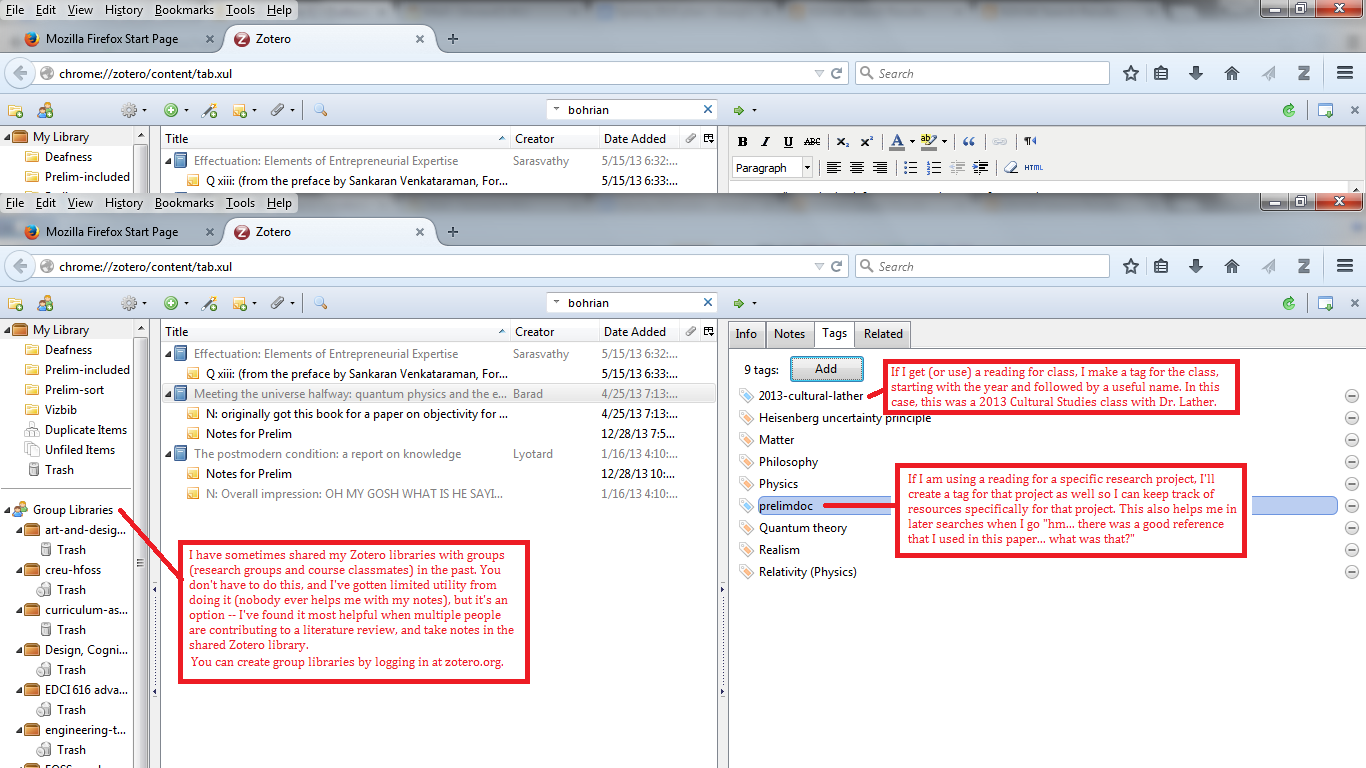 File Edit View History Bookmarks Tools Help
Mozilla Firefox Start Page
Zotero
chrome://zotero/content/tab.xul
Search
bohrian
My Library
Deafness
Prelim-included
Title Creator Date Added
Effectuation: Elements of Entrepreneurial Expertise Sarasvathy 5/15/13 6:32:...
Q xiii: (from the preface by Sankaran Venkataraman, For... 5/15/13 6:33:...
B I U ABC X₂ X² A ab
Paragraph HTML
File Edit View History Bookmarks Tools Help
Mozilla Firefox Start Page
Zotero
chrome://zotero/content/tab.xul
Search
bohrian
My Library
Deafness
Prelim-included
Prelim-sort
Vizbib
Duplicate Items
Unfiled Items
Trash
Group Libraries
art-and-desig...
Trash
creu-hfoss
Trash
curriculum-as...
Trash
Design, Cogni...
Trash
EDCI 616 adva...
Trash
engineering-t...
Trash
Title Creator Date Added
Effectuation: Elements of Entrepreneurial Expertise Sarasvathy 5/15/13 6:32:...
Q xiii: (from the preface by Sankaran Venkataraman, For... 5/15/13 6:33:...
Meeting the universe halfway: quantum physics and the e... Barad 4/25/13 7:13:...
N: originally got this book for a paper on objectivity for ... 4/25/13 7:13:...
Notes for Prelim 12/28/13 7:5...
The postmodern condition: a report on knowledge Lyotard 1/16/13 4:10:...
Notes for Prelim 12/28/13 10:...
N: Overall impression: OH MY GOSH WHAT IS HE SAYI... 1/16/13 4:10:...
I have sometimes shared my Zotero libraries with groups
(research groups and course classmates) in the past. You
don't have to do this, and I've gotten limited utility from
doing it (nobody ever helps me with my notes), but it's an
option -- I've found it most helpful when multiple people
are contributing to a literature review, and take notes in the
shared Zotero library.
You can create group libraries by logging in at zotero.org.
Info Notes Tags Related
9 tags: Add
2013-cultural-lather
Heisenberg uncertainty principle
Matter
Philosophy
Physics
prelimdoc
Quantum theory
Realism
Relativity (Physics)
If I get (or use) a reading for class, I make a tag for the class,
starting with the year and followed by a useful name. In this
case, this was a 2013 Cultural Studies class with Dr. Lather.
If I am using a reading for a specific research project, I'll
create a tag for that project as well so I can keep track of
resources specifically for that project. This also helps me in
later searches when I go "hm... there was a good reference
that I used in this paper... what was that?"